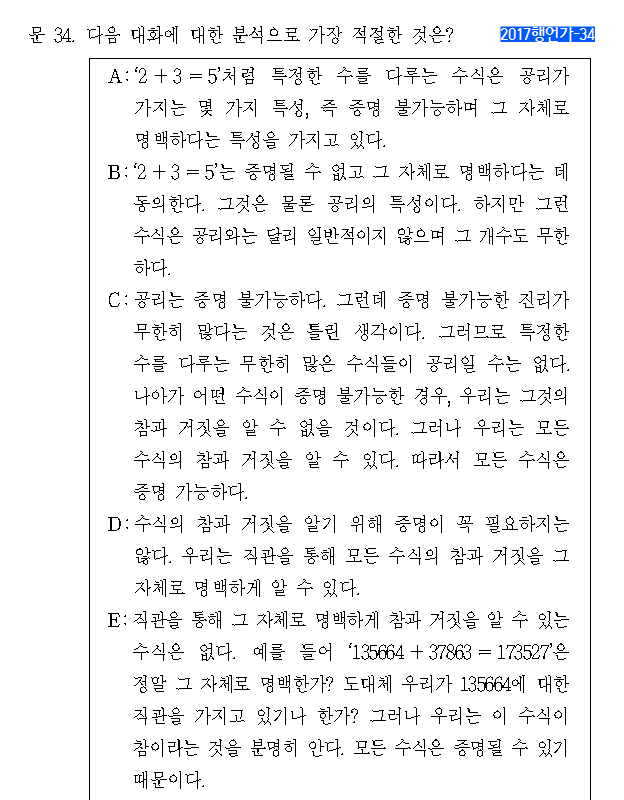 문 34. 다음 대화에 대한 분석으로 가장 적절한 것은? 2017행언가-34
A: ‘2 + 3 = 5’처럼 특정한 수를 다루는 수식은 공리가
가지는 몇 가지 특성, 즉 증명 불가능하며 그 자체로
명백하다는 특성을 가지고 있다.
B: ‘2 + 3 = 5’는 증명될 수 없고 그 자체로 명백하다는 데
동의한다. 그것은 물론 공리의 특성이다. 하지만 그런
수식은 공리와는 달리 일반적이지 않으며 그 개수도 무한
하다.
C: 공리는 증명 불가능하다. 그런데 증명 불가능한 진리가
무한히 많다는 것은 틀린 생각이다. 그러므로 특정한
수를 다루는 무한히 많은 수식들이 공리일 수는 없다.
나아가 어떤 수식이 증명 불가능한 경우, 우리는 그것의
참과 거짓을 알 수 없을 것이다. 그러나 우리는 모든
수식의 참과 거짓을 알 수 있다. 따라서 모든 수식은
증명 가능하다.
D: 수식의 참과 거짓을 알기 위해 증명이 꼭 필요하지는
않다. 우리는 직관을 통해 모든 수식의 참과 거짓을 그
자체로 명백하게 알 수 있다.
E: 직관을 통해 그 자체로 명백하게 참과 거짓을 알 수 있는
수식은 없다. 예를 들어 ‘135664 + 37863 = 173527’은
정말 그 자체로 명백한가? 도대체 우리가 135664에 대한
직관을 가지고 있기나 한가? 그러나 우리는 이 수식이
참이라는 것을 분명히 안다. 모든 수식은 증명될 수 있기
때문이다.